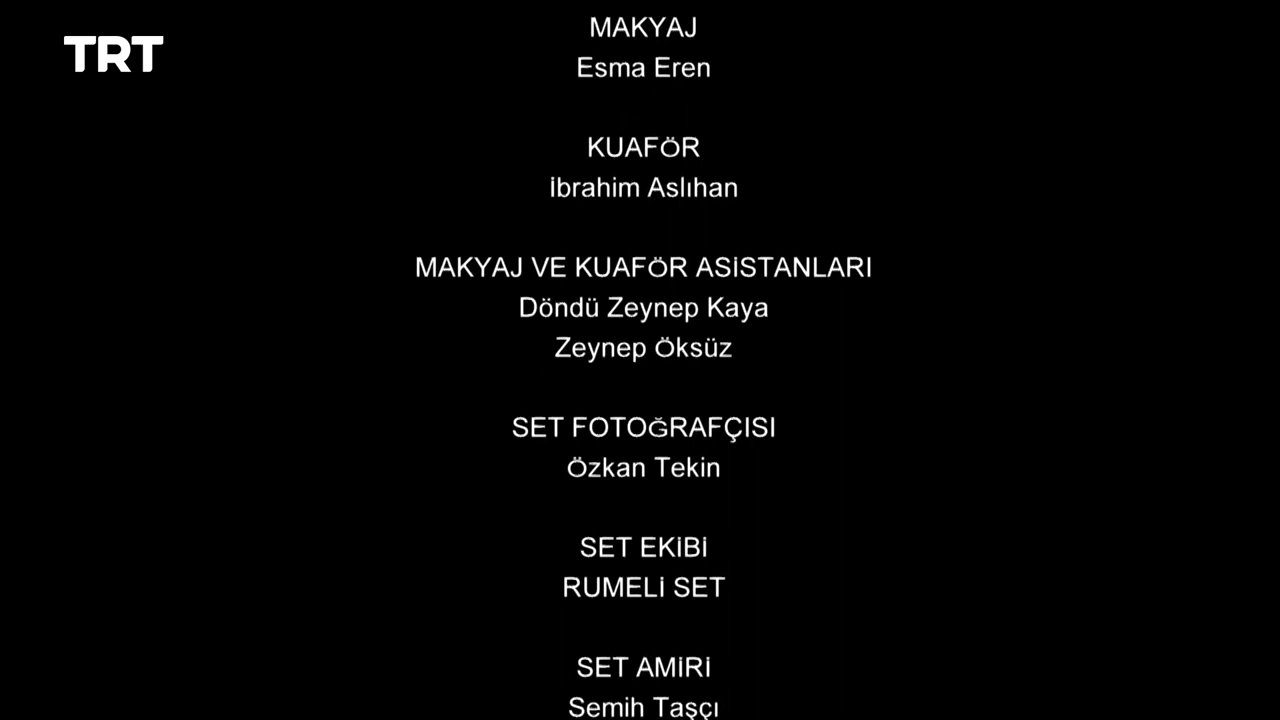 TRT
MAKYAJ
Esma Eren
KUAFÖR
İbrahim Aslıhan
MAKYAJ VE KUAFÖR ASİSTANLARI
Döndü Zeynep Kaya
Zeynep Öksüz
SET FOTOĞRAFÇISI
Özkan Tekin
SET EKİBİ
RUMELİ SET
SET AMİRİ
Semih Taşçı